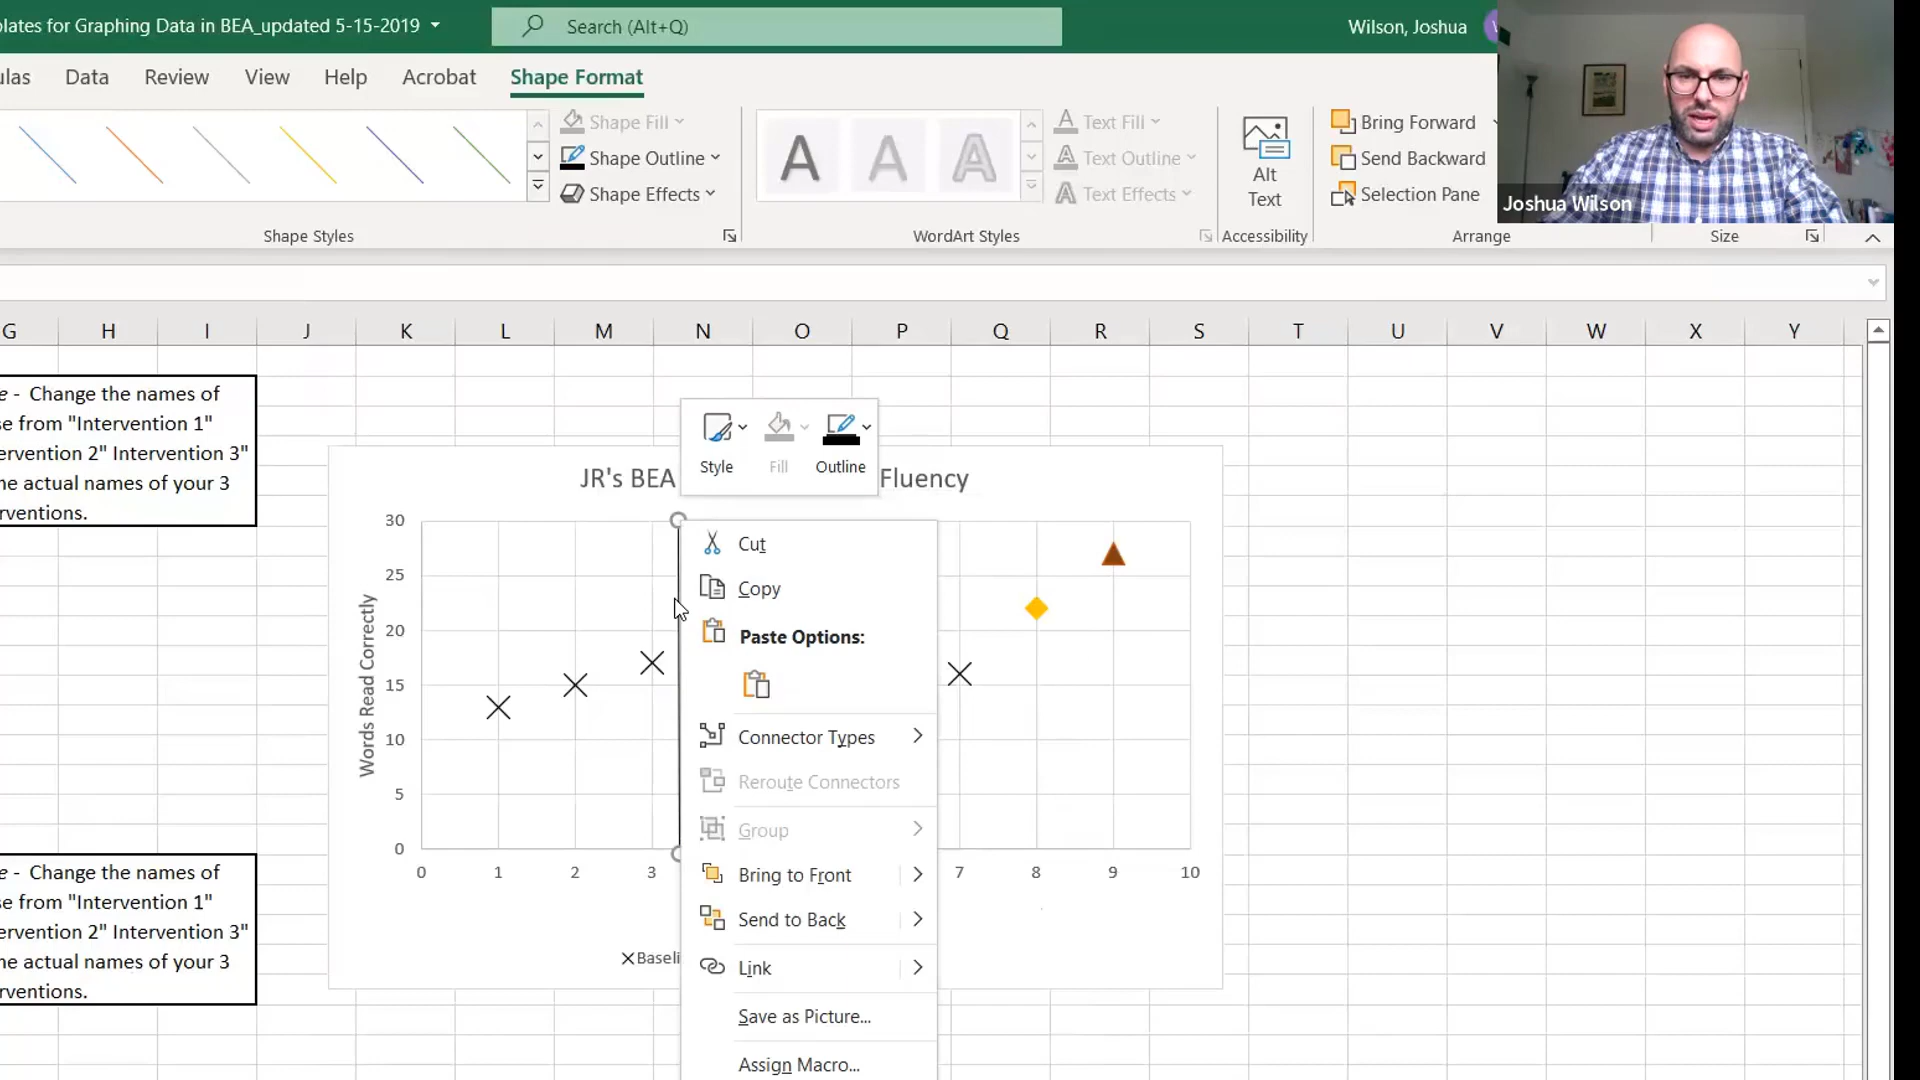 plates for Graphing Data in BEA_updated 5-15-2019
Search (Alt+Q)
Wilson, Joshua
ulas Data Review View Help Acrobat Shape Format
Shape Fill
Shape Outline
Shape Effects
Shape Styles
A A A
Text Fill
Text Outline
Text Effects
WordArt Styles
Alt
Text
Accessibility
Bring Forward
Send Backward
Selection Pane
Arrange
Size
Joshua Wilson
G H I J K L M N O P Q R S T U V W X Y
e - Change the names of
se from "Intervention 1"
ervention 2" Intervention 3"
he actual names of your 3
rventions.
Style Fill Outline
JR's BEA Fluency
Words Read Correctly
30
25
20
15
10
5
0
0 1 2 3 7 8 9 10
Baseli
Cut
Copy
Paste Options:
Connector Types
Reroute Connectors
Group
Bring to Front
Send to Back
Link
Save as Picture...
Assign Macro...
e - Change the names of
se from "Intervention 1"
ervention 2" Intervention 3"
he actual names of your 3
rventions.